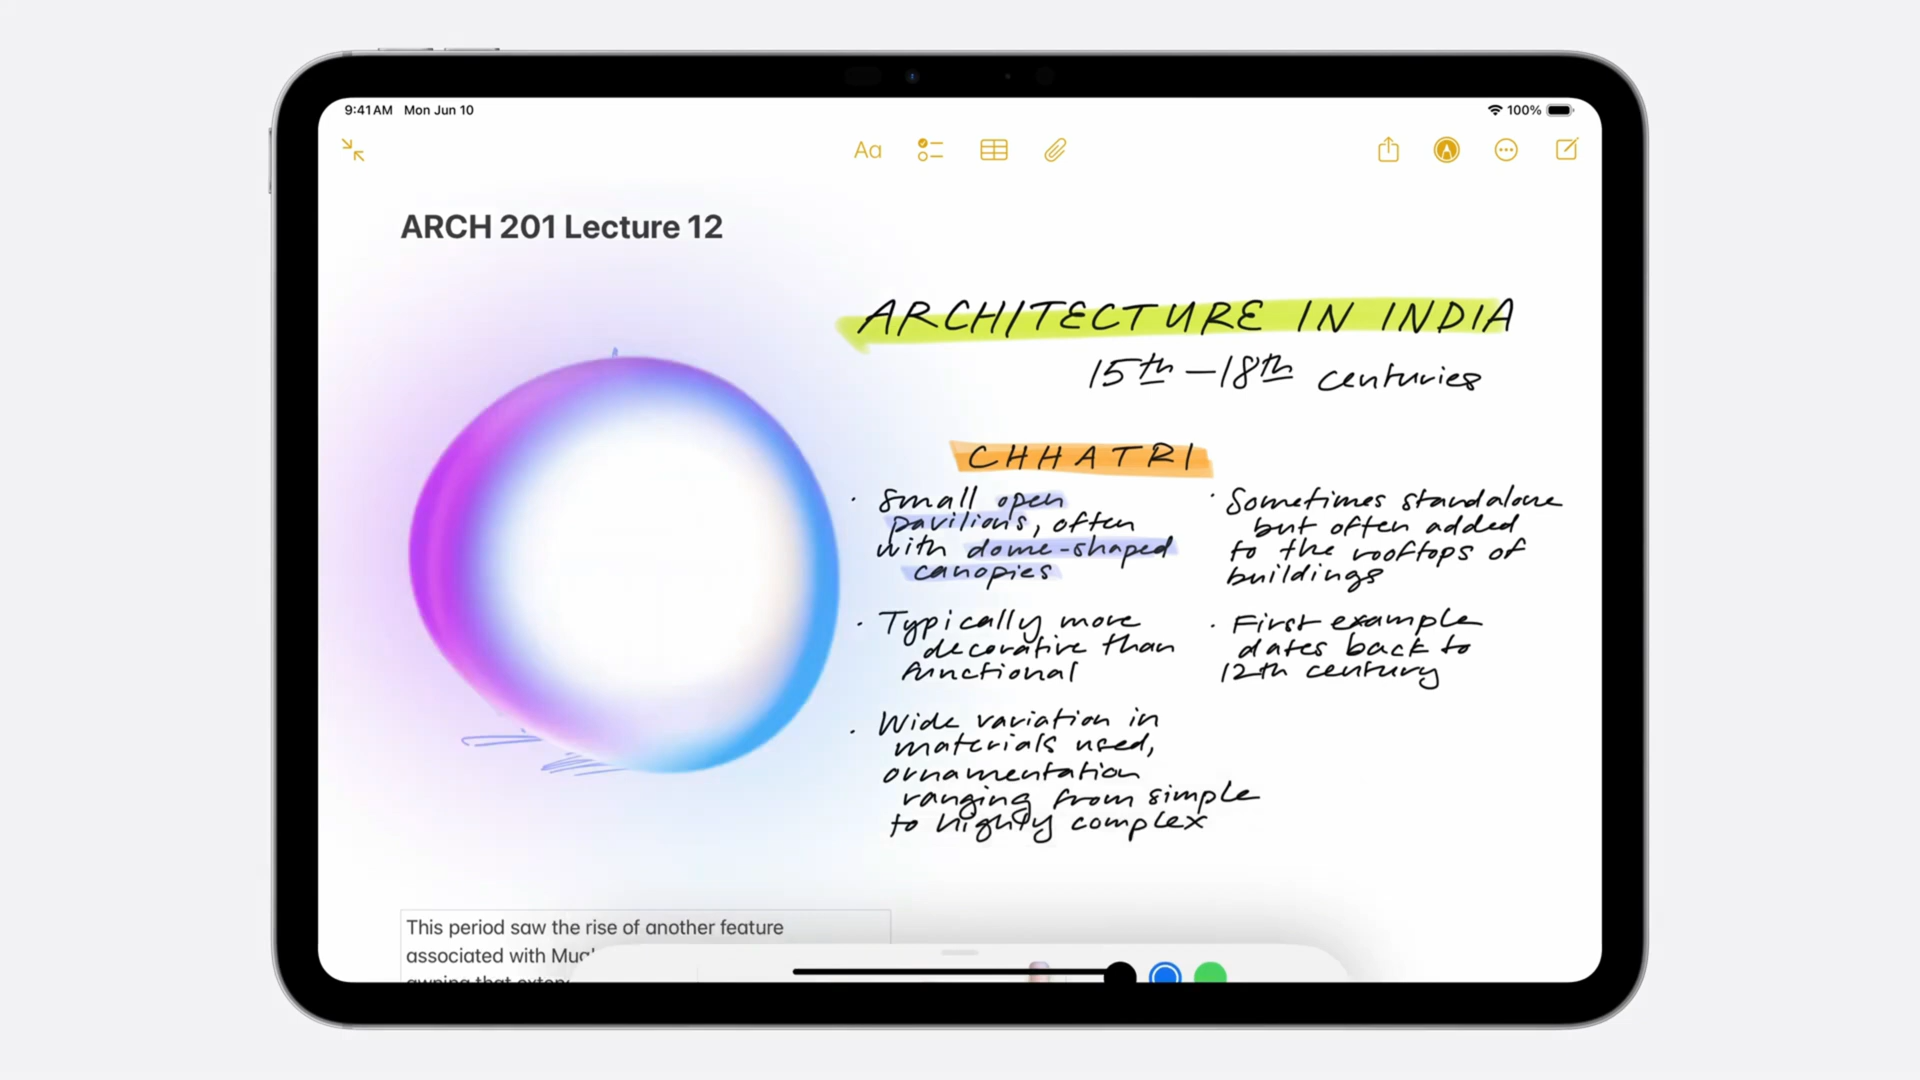 9:41 AM Mon Jun 10
100%
Aa
ARCH 201 Lecture 12
ARCHITECTURE IN INDIA
15th – 18th centuries
CHHATRI
· Small open
pavilions, often
with dome-shaped
canopies
· Typically more
decorative than
functional
· Wide variation in
materials used,
ornamentation
ranging from simple
to highly complex
· Sometimes standalone
but often added
to the rooftops of
buildings
· First example
dates back to
12th century
This period saw the rise of another feature
associated with
awning that